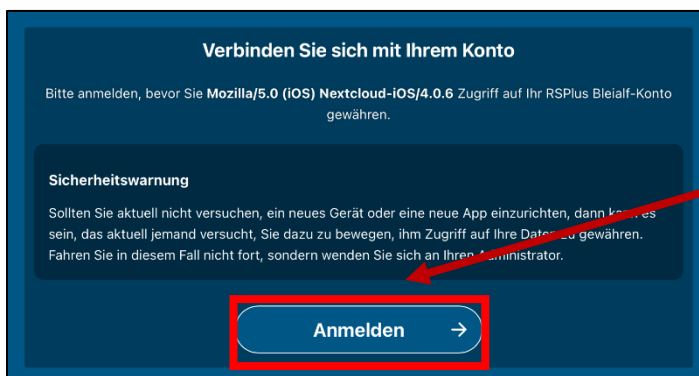 Verbinden Sie sich mit Ihrem Konto
Bitte anmelden, bevor Sie Mozilla/5.0 (iOS) Nextcloud-iOS/4.0.6 Zugriff auf Ihr RSPlus Bleialf-Konto
gewähren.
Sicherheitswarnung
Sollten Sie aktuell nicht versuchen, ein neues Gerät oder eine neue App einzurichten, dann kann es
sein, das aktuell jemand versucht, Sie dazu zu bewegen, ihm Zugriff auf Ihre Daten zu gewähren.
Fahren Sie in diesem Fall nicht fort, sondern wenden Sie sich an Ihren Administrator.
Anmelden →